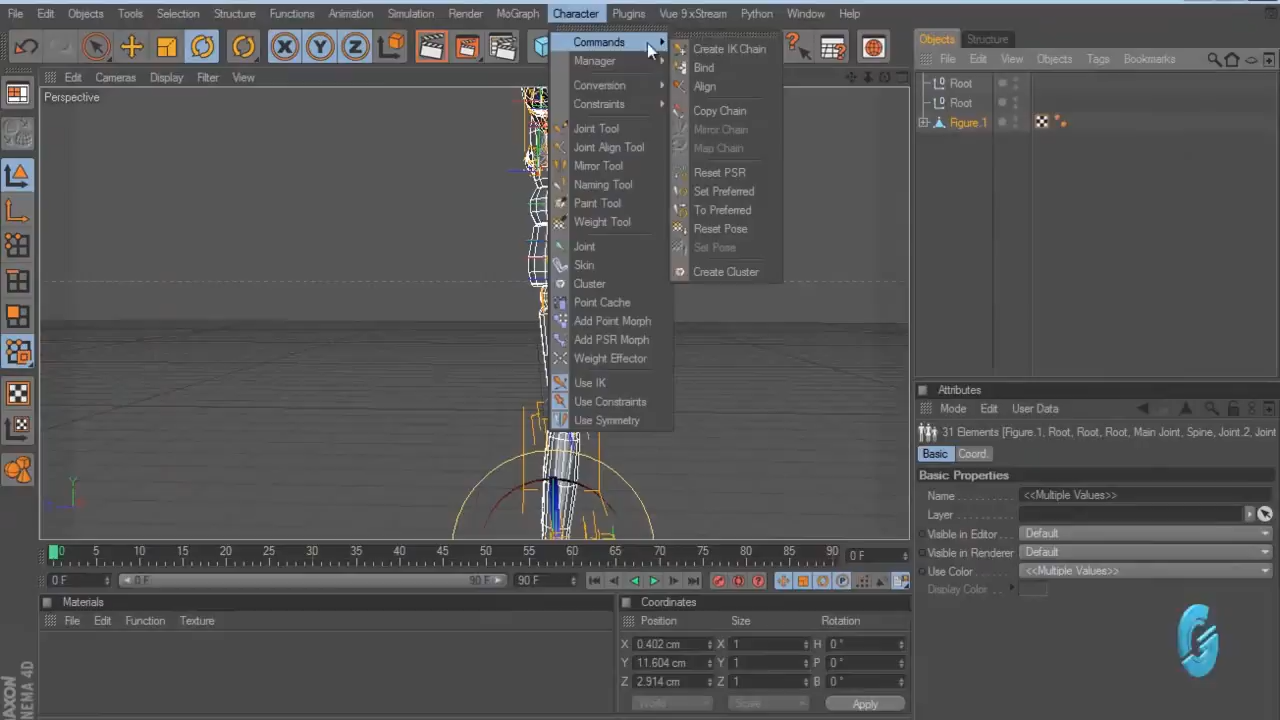 File Edit Objects Tools Selection Structure Functions Animation Simulation Render MoGraph Character Plugins Vue 9 xStream Python Window Help
X Y Z
Edit Cameras Display Filter View
Perspective
Commands
Manager
Conversion
Constraints
Joint Tool
Joint Align Tool
Mirror Tool
Naming Tool
Paint Tool
Weight Tool
Joint
Skin
Cluster
Point Cache
Add Point Morph
Add PSR Morph
Weight Effector
Use IK
Use Constraints
Use Symmetry
Create IK Chain
Bind
Align
Copy Chain
Mirror Chain
Map Chain
Reset PSR
Set Preferred
To Preferred
Reset Pose
Set Pose
Create Cluster
Objects Structure
File Edit View Objects Tags Bookmarks
Root
Root
Figure.1
Attributes
Mode Edit User Data
31 Elements [Figure.1, Root, Root, Root, Main Joint, Spine, Joint.2, Joint
Basic Coord.
Basic Properties
Name <<Multiple Values>>
Layer
Visible in Editor Default
Visible in Renderer Default
Use Color <<Multiple Values>>
Display Color
0 5 10 15 20 25 30 35 40 45 50 55 60 65 70 75 80 85 90 0 F
0 F 0 F 90 F 90 F
Materials
File Edit Function Texture
Coordinates
Position Size Rotation
X 0.402 cm X 1 H 0 °
Y 11.604 cm Y 1 P 0 °
Z 2.914 cm Z 1 B 0 °
World Scale Apply
MAXON
CINEMA 4D